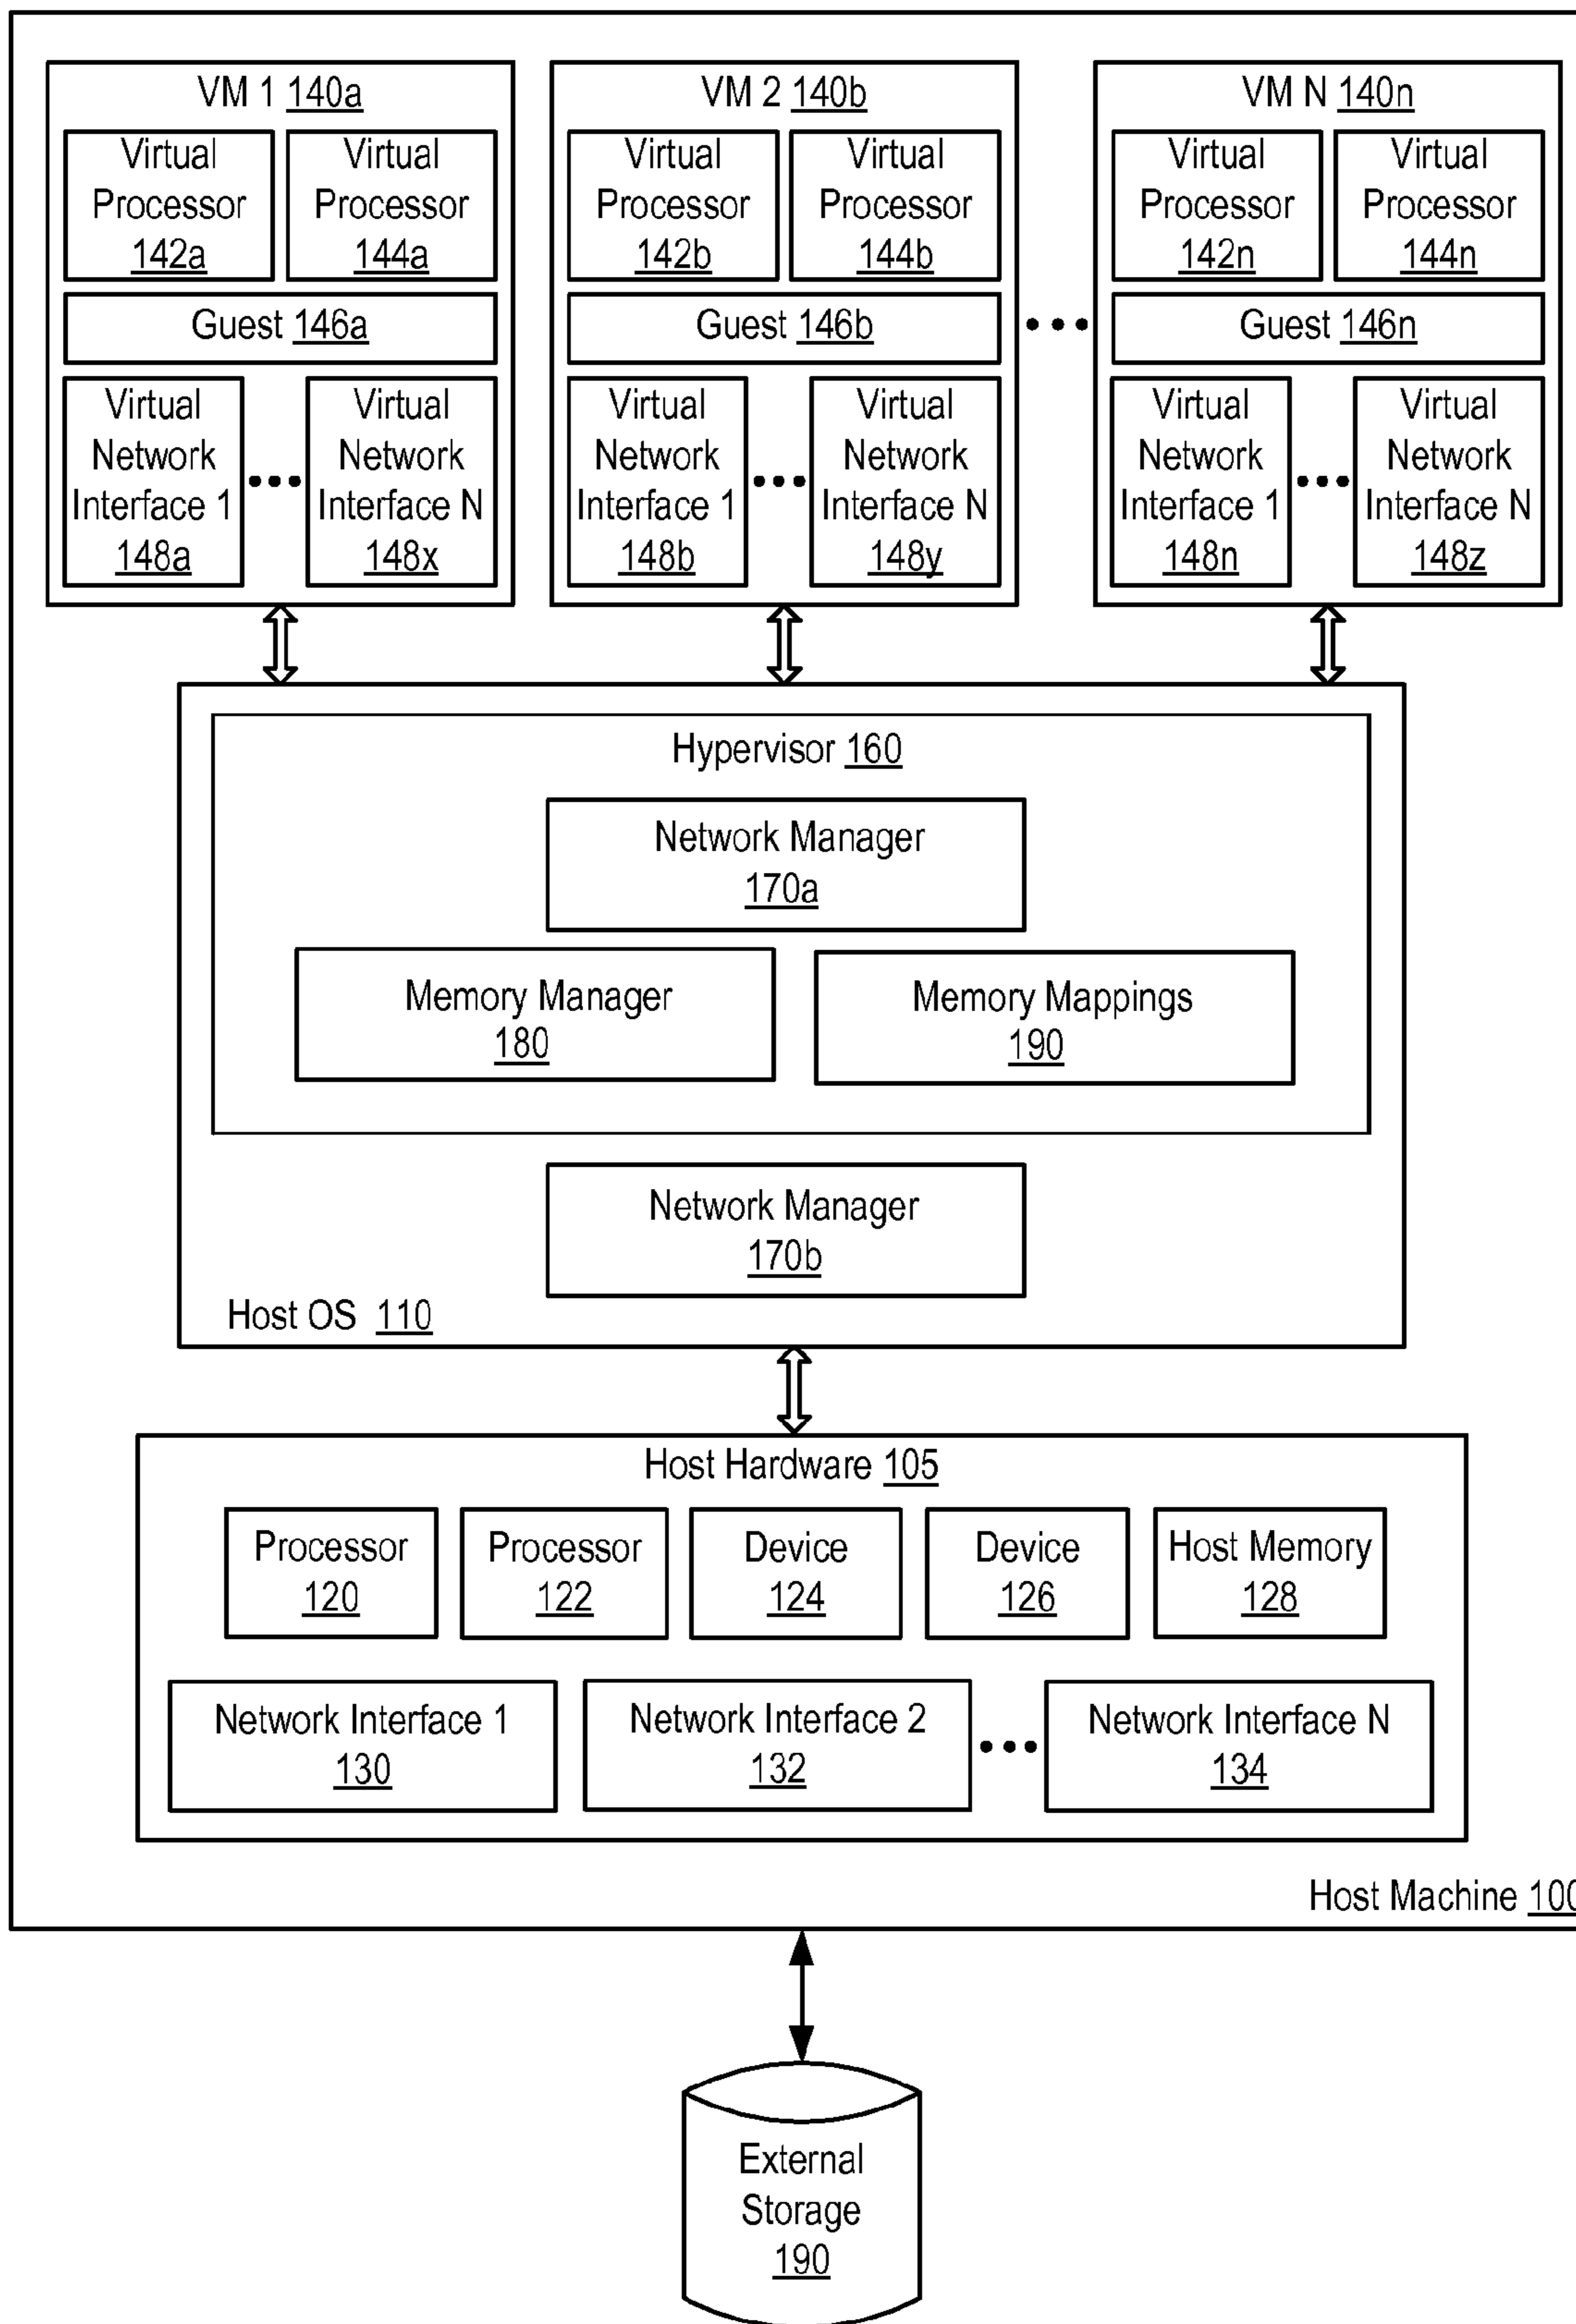 VM 1 140a
VM 2 140b
VM N 140n
Virtual
Processor
142a
Virtual
Processor
144a
Virtual
Processor
142b
Virtual
Processor
144b
Virtual
Processor
142n
Virtual
Processor
144n
Guest 146a
Guest 146b
Guest 146n
Virtual
Network
Interface 1
148a
Virtual
Network
Interface N
148x
Virtual
Network
Interface 1
148b
Virtual
Network
Interface N
148y
Virtual
Network
Interface 1
148n
Virtual
Network
Interface N
148z
Hypervisor 160
Network Manager
170a
Memory Manager
180
Memory Mappings
190
Network Manager
170b
Host OS 110
Host Hardware 105
Processor
120
Processor
122
Device
124
Device
126
Host Memory
128
Network Interface 1
130
Network Interface 2
132
Network Interface N
134
Host Machine 100
External
Storage
190